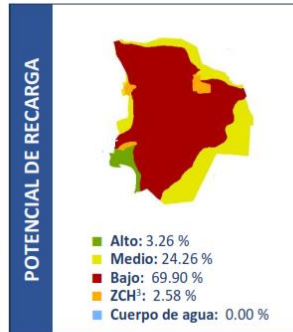 POTENCIAL DE RECARGA
Alto: 3.26 %
Medio: 24.26 %
Bajo: 69.90 %
ZCH³: 2.58 %
Cuerpo de agua: 0.00 %